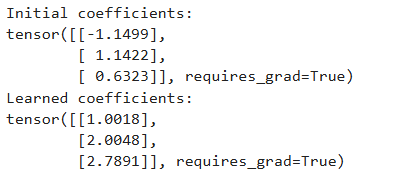 Initial coefficients:
tensor([[-1.1499],
        [ 1.1422],
        [ 0.6323]], requires_grad=True)
Learned coefficients:
tensor([[1.0018],
        [2.0048],
        [2.7891]], requires_grad=True)